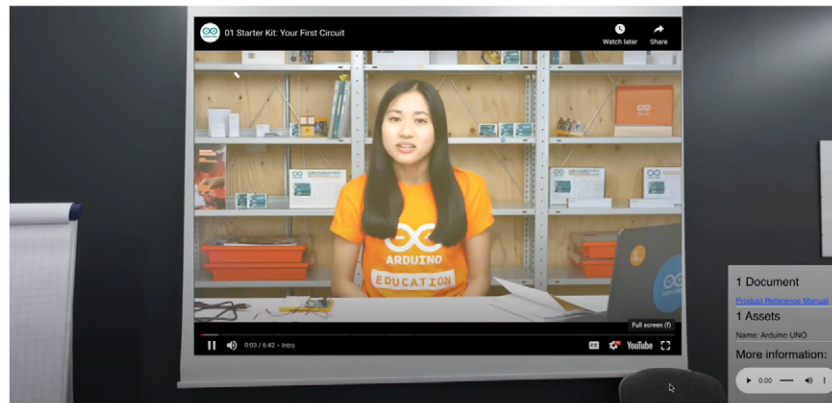 01 Starter Kit: Your First Circuit
Watch later
Share
ARDUINO
EDUCATION
Full screen (f)
0:03 / 6:42 • Intro
CC
YouTube
1 Document
Product Reference Manual
1 Assets
Name: Arduino UNO
More information:
0:00